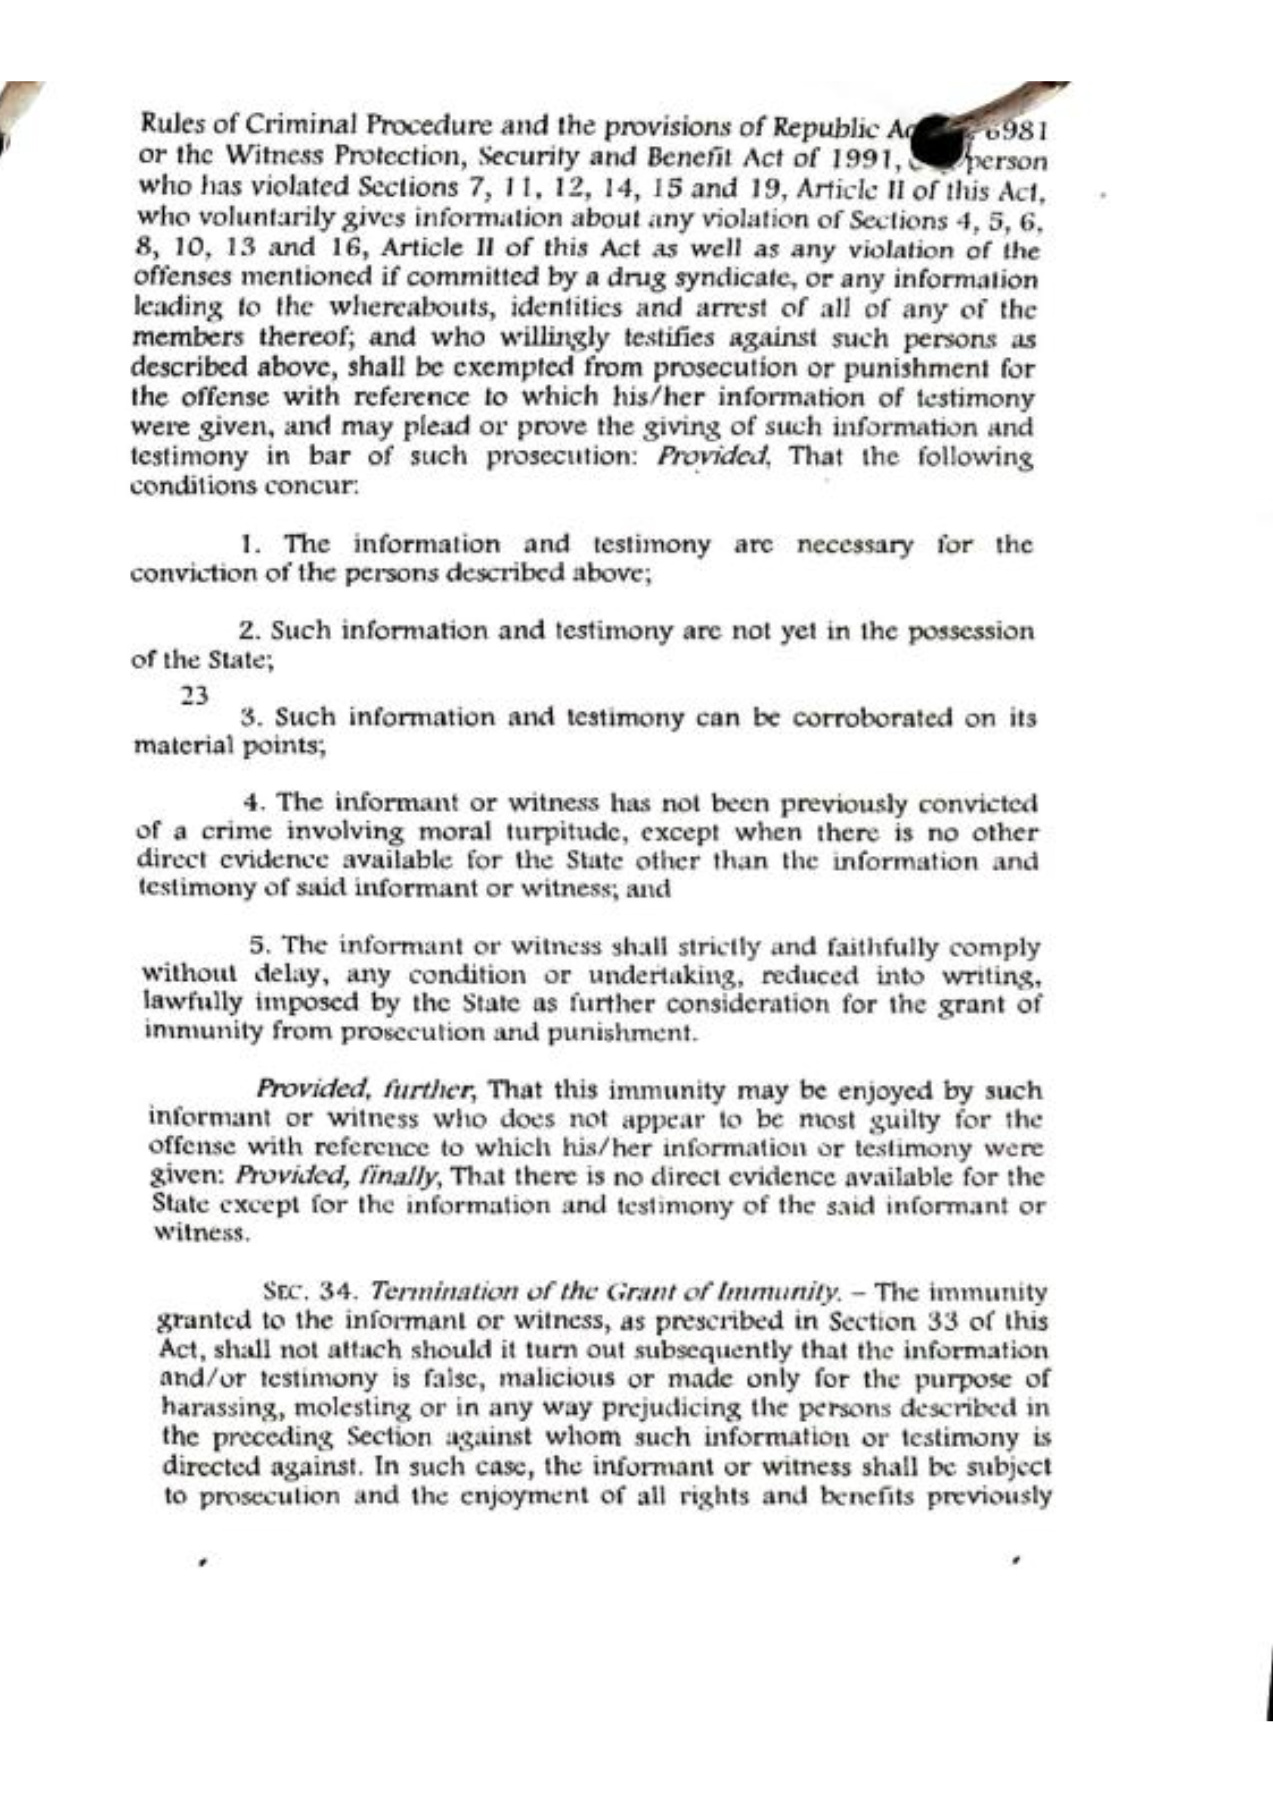 Rules of Criminal Procedure and the provisions of Republic 6981
or the Witness Protection, Security and Benefit Act of 1991, person
who has violated Sections 7, 11, 12, 14, 15 and 19, Article II of this Act,
who voluntarily gives information about any violation of Sections 4, 5, 6,
8, 10, 13 and 16, Article II of this Act as well as any violation of the
offenses mentioned if committed by a drug syndicate, or any information
leading to the whereabouts, identities and arrest of all of any of the
members thereof; and who willingly testifies against such persons as
described above, shall be exempted from prosecution or punishment for
the offense with reference to which his/her information of testimony
were given, and may plead or prove the giving of such information and
testimony in bar of such prosecution: Provided, That the following
conditions concur:
1. The information and testimony are necessary for the
conviction of the persons described above;
2. Such information and testimony are not yet in the possession
of the State;
23
3. Such information and testimony can be corroborated on its
material points;
4. The informant or witness has not been previously convicted
of a crime involving moral turpitude, except when there is no other
direct evidence available for the State other than the information and
testimony of said informant or witness; and
5. The informant or witness shall strictly and faithfully comply
without delay, any condition or undertaking, reduced into writing,
lawfully imposed by the State as further consideration for the grant of
immunity from prosecution and punishment.
Provided, further, That this immunity may be enjoyed by such
informant or witness who does not appear to be most guilty for the
offense with reference to which his/her information or testimony were
given: Provided, finally, That there is no direct evidence available for the
State except for the information and testimony of the said informant or
witness.
SEC. 34. Termination of the Grant of Immunity. – The immunity
granted to the informant or witness, as prescribed in Section 33 of this
Act, shall not attach should it turn out subsequently that the information
and/or testimony is false, malicious or made only for the purpose of
harassing, molesting or in any way prejudicing the persons described in
the preceding Section against whom such information or testimony is
directed against. In such case, the informant or witness shall be subject
to prosecution and the enjoyment of all rights and benefits previously